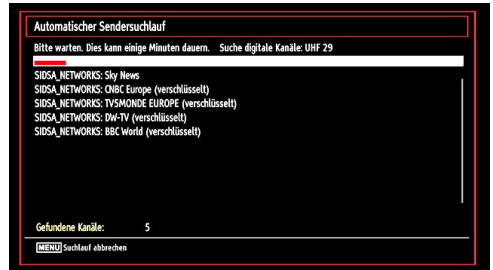 Automatischer Sendersuchlauf
Bitte warten. Dies kann einige Minuten dauern. Suche digitale Kanäle: UHF 29
SIDSA_NETWORKS: Sky News
SIDSA_NETWORKS: CNBC Europe (verschlüsselt)
SIDSA_NETWORKS: TV5MONDE EUROPE (verschlüsselt)
SIDSA_NETWORKS: DW-TV (verschlüsselt)
SIDSA_NETWORKS: BBC World (verschlüsselt)
Gefundene Kanäle: 5
MENU Suchlauf abbrechen